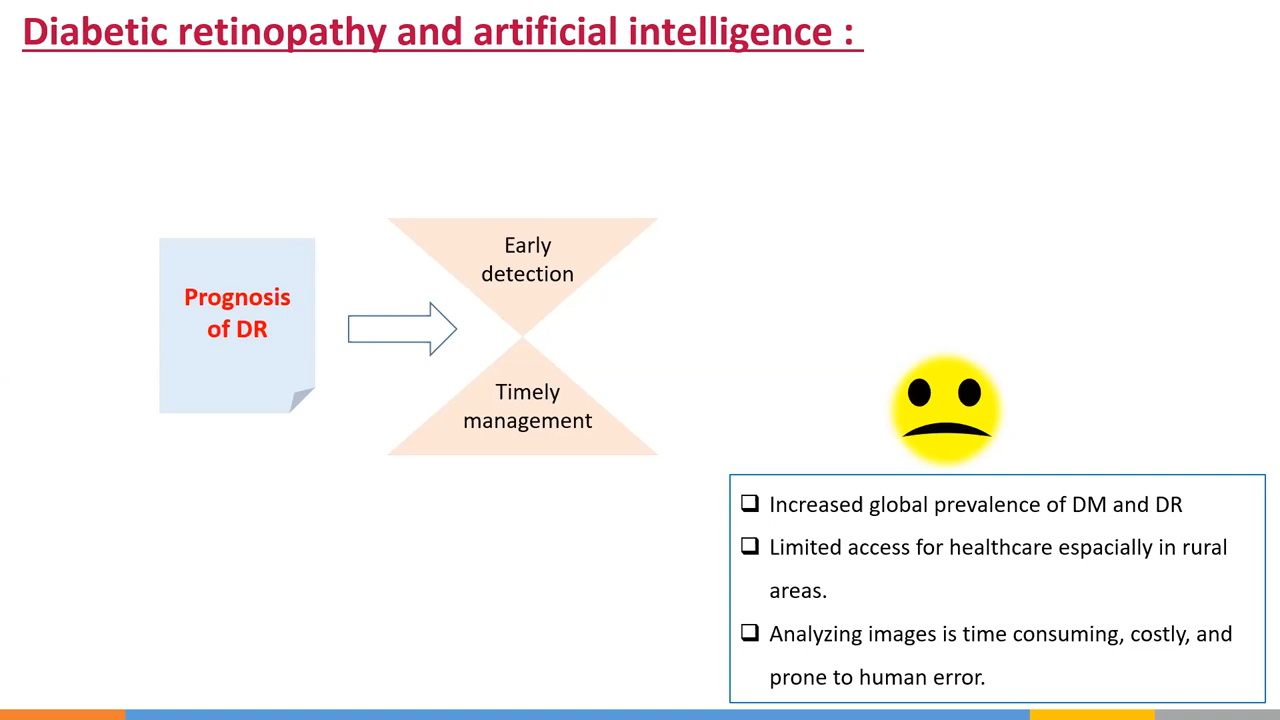 Diabetic retinopathy and artificial intelligence :
Prognosis
of DR
Early
detection
Timely
management
❑ Increased global prevalence of DM and DR
❑ Limited access for healthcare espacially in rural
areas.
❑ Analyzing images is time consuming, costly, and
prone to human error.